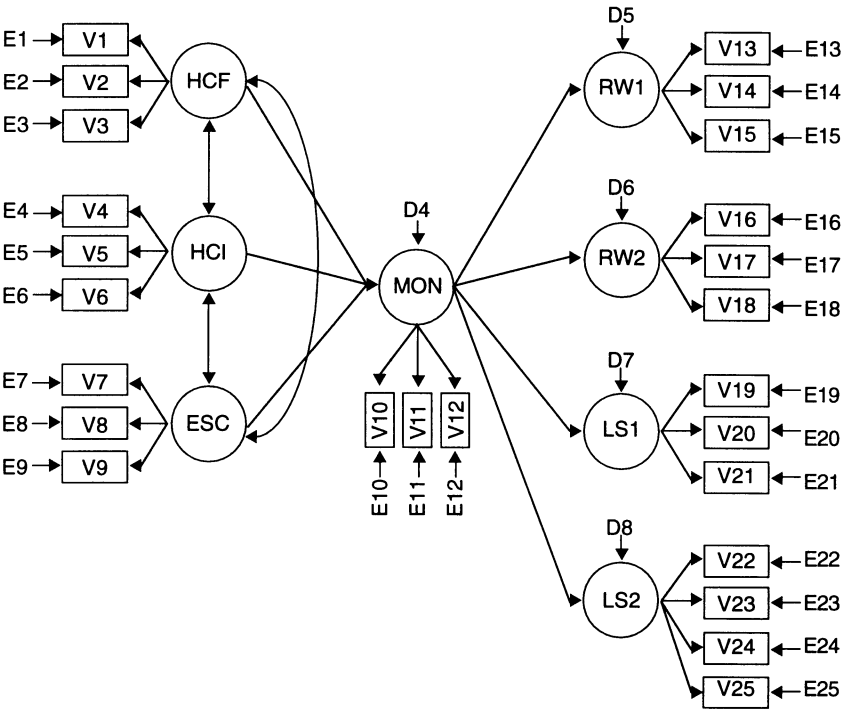 E1 V1
E2 V2
E3 V3
HCF
E4 V4
E5 V5
E6 V6
HCI
E7 V7
E8 V8
E9 V9
ESC
D4
MON
V10 V11 V12
E10 E11 E12
D5
RW1
V13 E13
V14 E14
V15 E15
D6
RW2
V16 E16
V17 E17
V18 E18
D7
LS1
V19 E19
V20 E20
V21 E21
D8
LS2
V22 E22
V23 E23
V24 E24
V25 E25